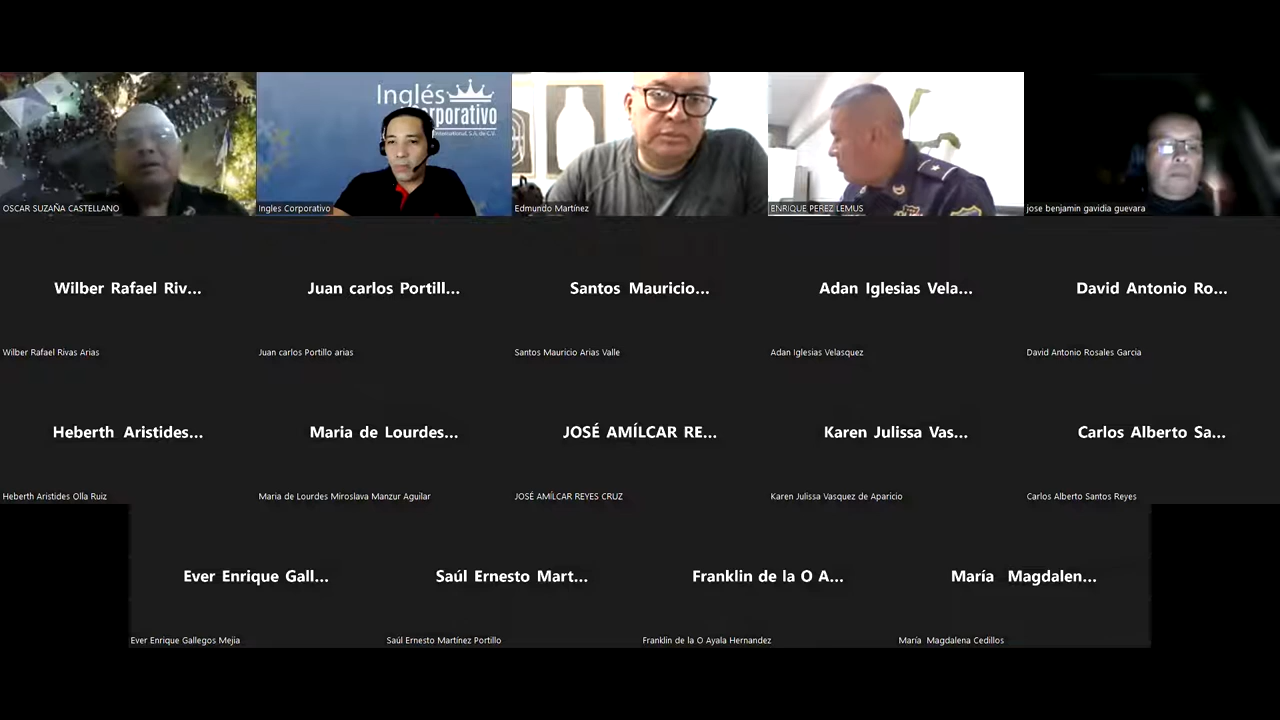 Inglés
Corporativo
International, S.A. de C.V.
OSCAR SUZAÑA CASTELLANO
Ingles Corporativo
Edmundo Martínez
ENRIQUE PEREZ LEMUS
jose benjamin gavidia guevara
Wilber Rafael Riv...
Juan carlos Portill...
Santos Mauricio...
Adan Iglesias Vela...
David Antonio Ro...
Wilber Rafael Rivas Arias
Juan carlos Portillo arias
Santos Mauricio Arias Valle
Adan Iglesias Velasquez
David Antonio Rosales Garcia
Heberth Aristides...
Maria de Lourdes...
JOSÉ AMÍLCAR RE...
Karen Julissa Vas...
Carlos Alberto Sa...
Heberth Aristides Olla Ruiz
Maria de Lourdes Miroslava Manzur Aguilar
JOSÉ AMÍLCAR REYES CRUZ
Karen Julissa Vasquez de Aparicio
Carlos Alberto Santos Reyes
Ever Enrique Gall...
Saúl Ernesto Mart...
Franklin de la O A...
María Magdalen...
Ever Enrique Gallegos Mejia
Saúl Ernesto Martínez Portillo
Franklin de la O Ayala Hernandez
María Magdalena Cedillos